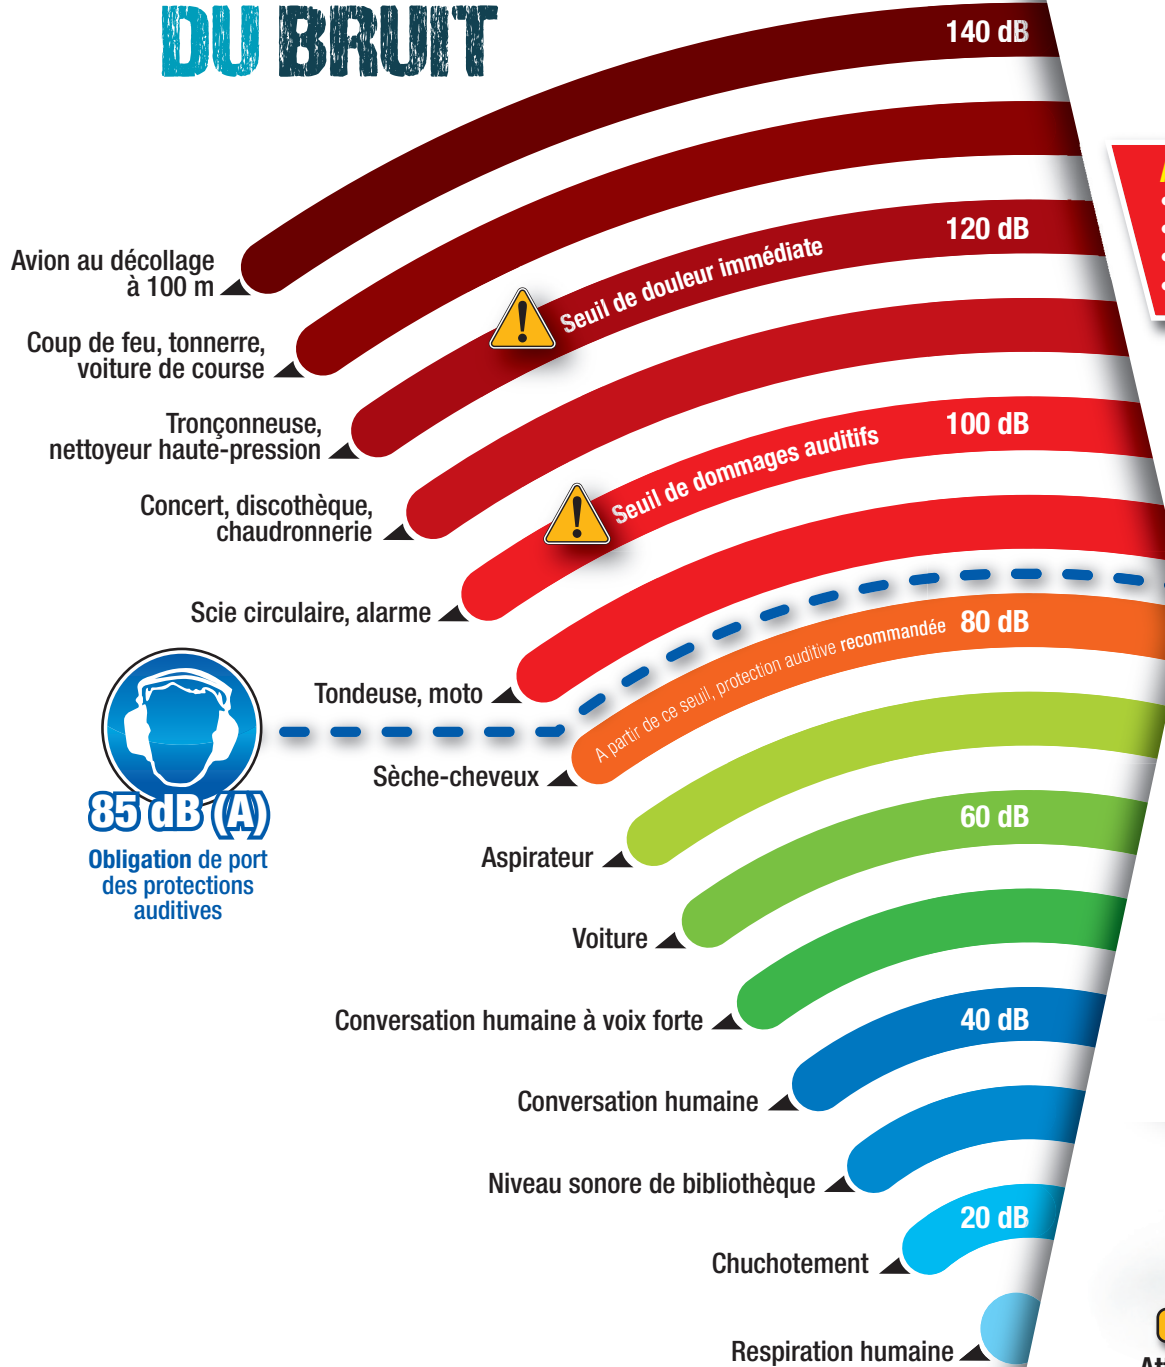 DU BRUIT
140 dB
Avion au décollage
à 100 m
Coup de feu, tonnerre,
voiture de course
120 dB
Seuil de douleur immédiate
Tronçonneuse,
nettoyeur haute-pression
Concert, discothèque,
chaudronnerie
100 dB
Seuil de dommages auditifs
Scie circulaire, alarme
Tondeuse, moto
80 dB
A partir de ce seuil, protection auditive recommandée
Sèche-cheveux
85 dB (A)
Obligation de port
des protections
auditives
Aspirateur
60 dB
Voiture
Conversation humaine à voix forte
40 dB
Conversation humaine
Niveau sonore de bibliothèque
20 dB
Chuchotement
Respiration humaine